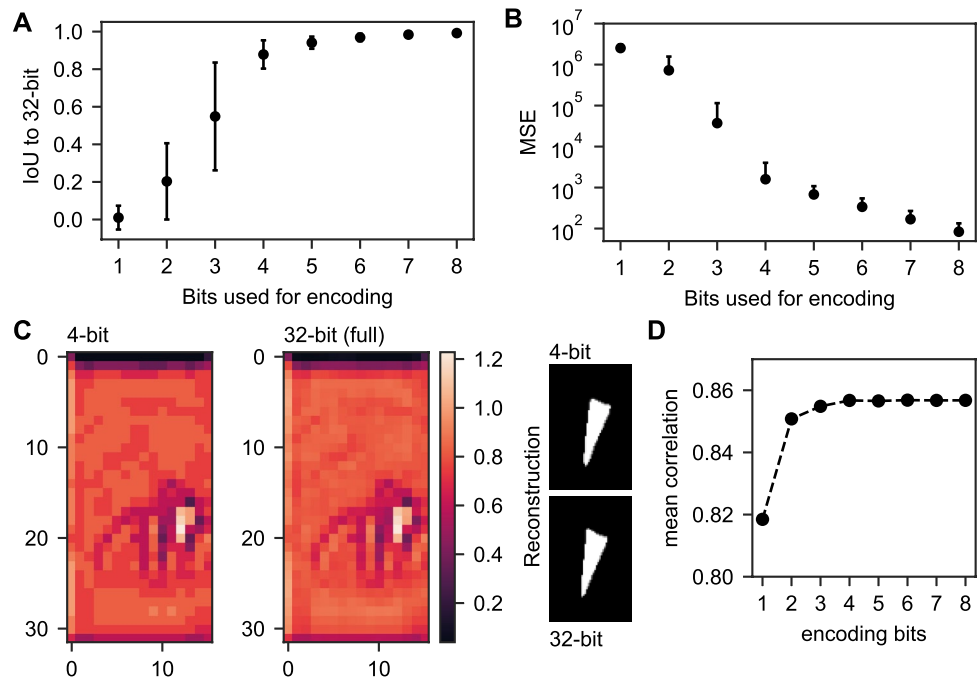 A
IoU to 32-bit
1.0
0.8
0.6
0.4
0.2
0.0
1 2 3 4 5 6 7 8
Bits used for encoding
B
MSE
10^7
10^6
10^5
10^4
10^3
10^2
1 2 3 4 5 6 7 8
Bits used for encoding
C
4-bit
0
10
20
30
0 10
32-bit (full)
0
10
20
30
0 10
1.2
1.0
0.8
0.6
0.4
0.2
Reconstruction
4-bit
32-bit
D
mean correlation
0.86
0.84
0.82
0.80
1 2 3 4 5 6 7 8
encoding bits